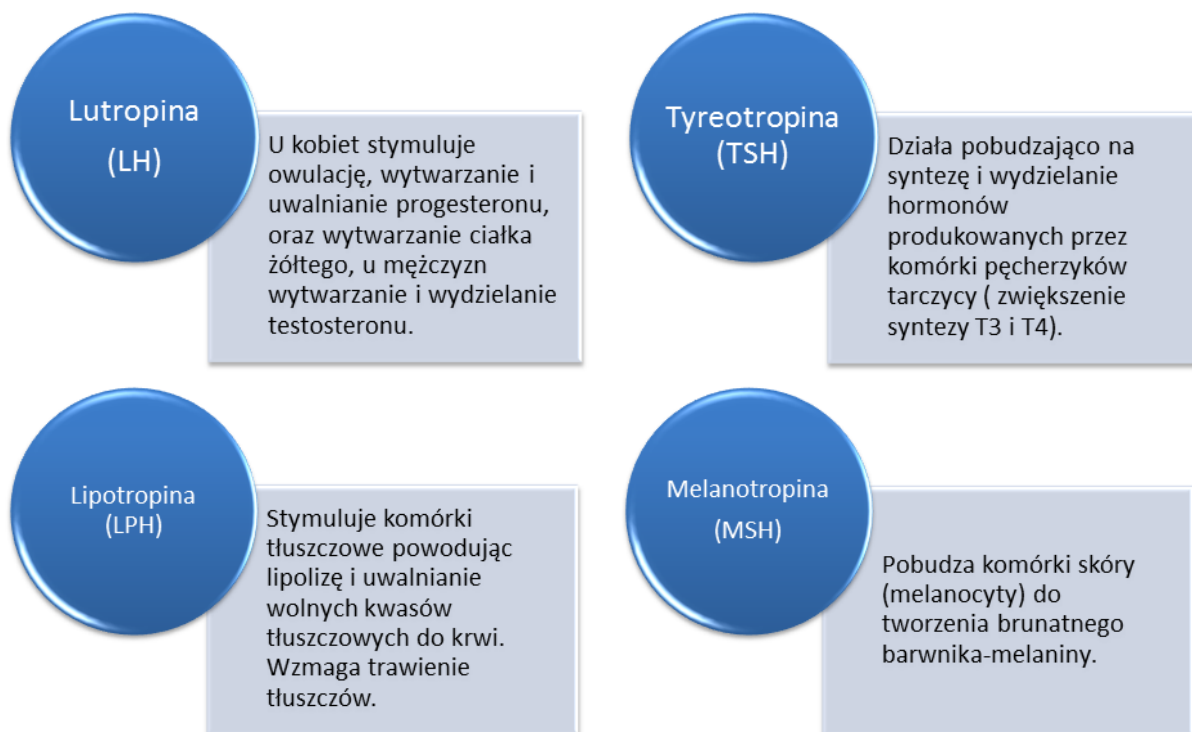 Lutropina
(LH)
U kobiet stymuluje
owulację, wytwarzanie i
uwalnianie progesteronu,
oraz wytwarzanie ciałka
żółtego, u mężczyzn
wytwarzanie i wydzielanie
testosteronu.
Tyreotropina
(TSH)
Działa pobudzająco na
syntezę i wydzielanie
hormonów
produkowanych przez
komórki pęcherzyków
tarczycy ( zwiększenie
syntezy T3 i T4).
Lipotropina
(LPH)
Stymuluje komórki
tłuszczowe powodując
lipolizę i uwalnianie
wolnych kwasów
tłuszczowych do krwi.
Wzmaga trawienie
tłuszczów.
Melanotropina
(MSH)
Pobudza komórki skóry
(melanocyty) do
tworzenia brunatnego
barwnika-melaniny.